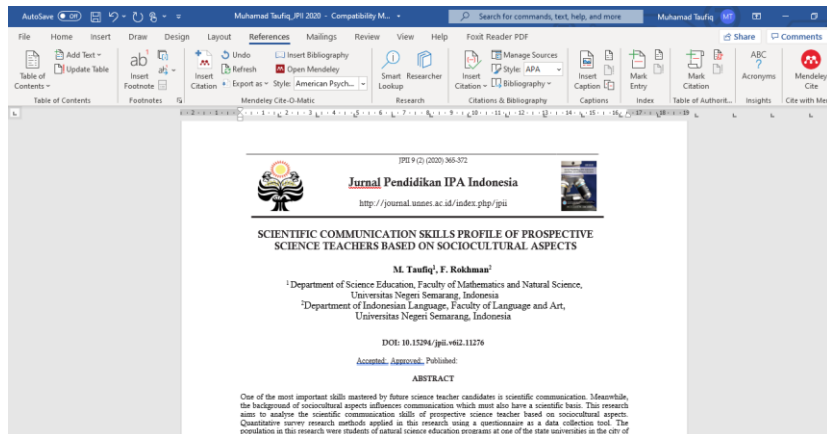 AutoSave Off Muhamad Taufiq_JPII 2020 - Compatibility M... Search for commands, text, help, and more Muhamad Taufiq MT
File Home Insert Draw Design Layout References Mailings Review View Help Foxit Reader PDF Share Comments
Table of Contents
Add Text
Update Table
Table of Contents
ab
Insert Footnote
Footnotes
Insert Citation
Undo
Refresh
Export as
Insert Bibliography
Open Mendeley
Style: American Psych...
Mendeley Cite-O-Matic
Smart Lookup
Researcher
Research
Insert Citation
Manage Sources
Style: APA
Bibliography
Citations & Bibliography
Insert Caption
Captions
Mark Entry
Index
Mark Citation
Table of Authorit...
ABC
Acronyms
Insights
Mendeley Cite
Cite with Me
JPII 9 (2) (2020) 365-372
Jurnal Pendidikan IPA Indonesia
http://journal.unnes.ac.id/index.php/jpii
SCIENTIFIC COMMUNICATION SKILLS PROFILE OF PROSPECTIVE
SCIENCE TEACHERS BASED ON SOCIOCULTURAL ASPECTS
M. Taufiq1, F. Rokhman2
1 Department of Science Education, Faculty of Mathematics and Natural Science,
Universitas Negeri Semarang, Indonesia
2Department of Indonesian Language, Faculty of Language and Art,
Universitas Negeri Semarang, Indonesia
DOI: 10.15294/jpii.v6i2.11276
Accepted:. Approved:. Published:
ABSTRACT
One of the most important skills mastered by future science teacher candidates is scientific communication. Meanwhile,
the background of sociocultural aspects influences communication which must also have a scientific basis. This research
aims to analyse the scientific communication skills of prospective science teacher based on sociocultural aspects.
Quantitative survey research methods applied in this research using a questionnaire as a data collection tool. The
population in this research were students of natural science education programs at one of the state universities in the city of